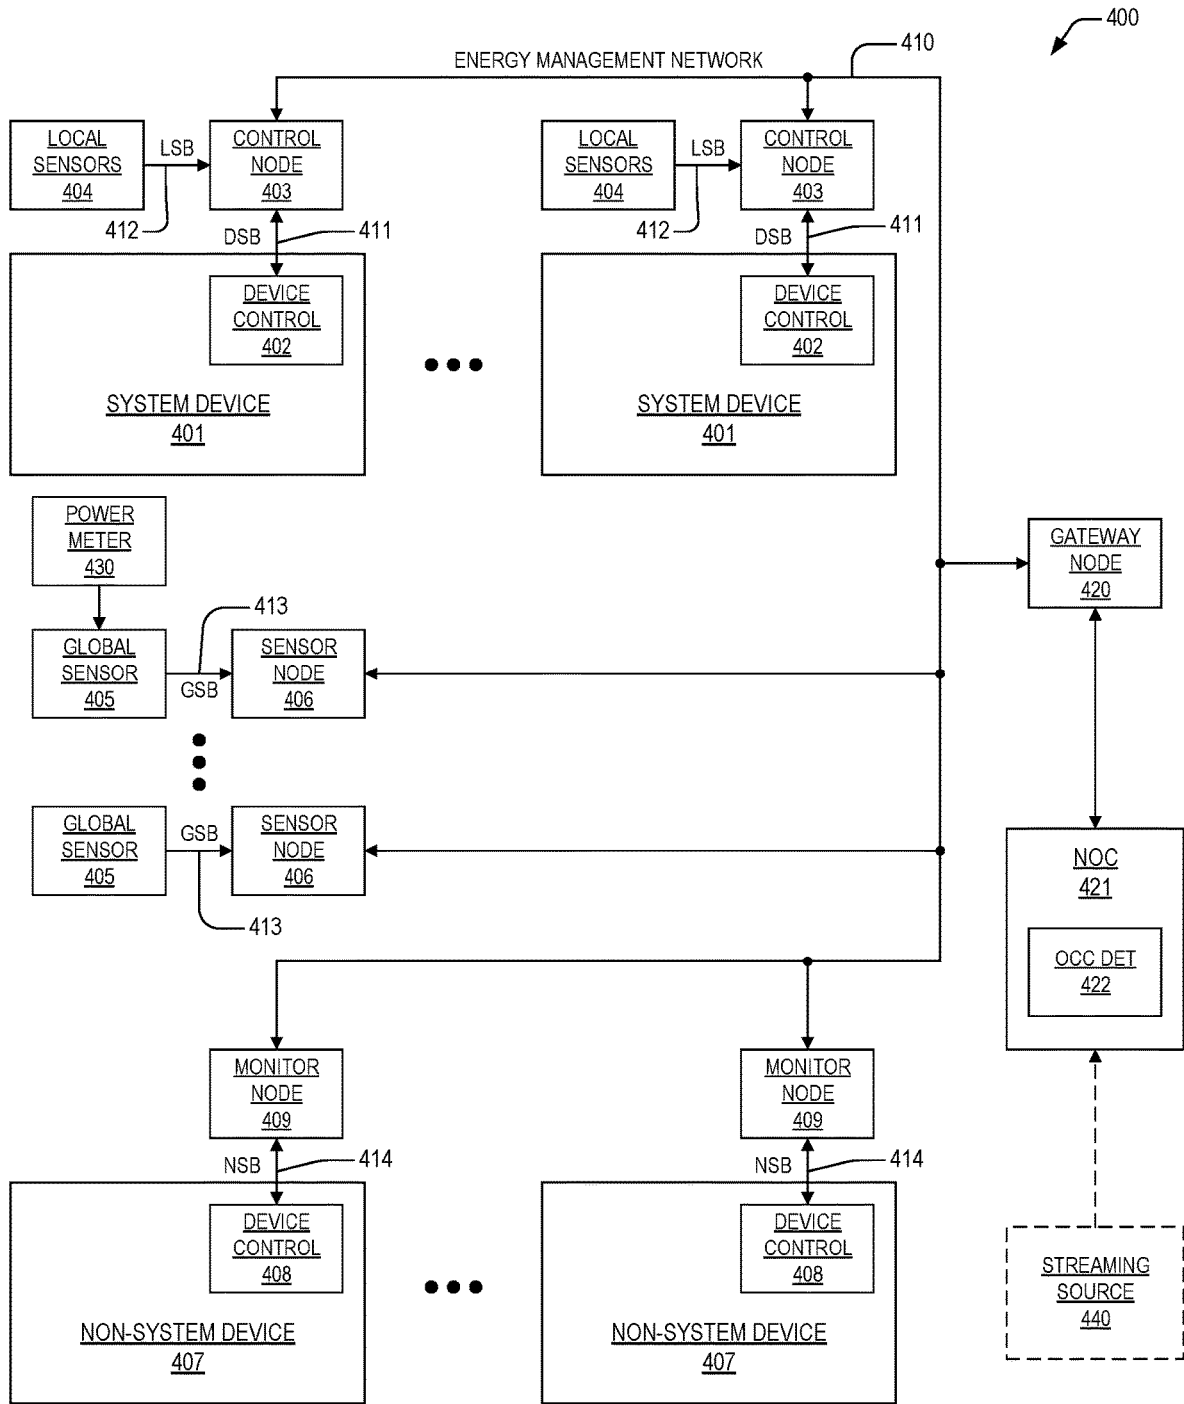 400
410
ENERGY MANAGEMENT NETWORK
LOCAL
SENSORS
404
LSB
412
CONTROL
NODE
403
DSB
411
DEVICE
CONTROL
402
SYSTEM DEVICE
401
LOCAL
SENSORS
404
LSB
412
CONTROL
NODE
403
DSB
411
DEVICE
CONTROL
402
SYSTEM DEVICE
401
POWER
METER
430
GLOBAL
SENSOR
405
413
GSB
SENSOR
NODE
406
GATEWAY
NODE
420
GLOBAL
SENSOR
405
GSB
413
SENSOR
NODE
406
NOC
421
OCC DET
422
MONITOR
NODE
409
NSB
414
DEVICE
CONTROL
408
NON-SYSTEM DEVICE
407
MONITOR
NODE
409
NSB
414
DEVICE
CONTROL
408
NON-SYSTEM DEVICE
407
STREAMING
SOURCE
440